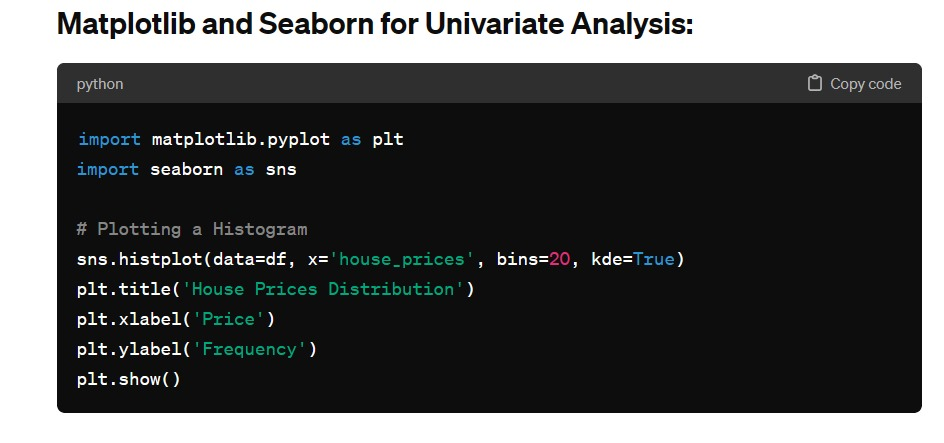 Matplotlib and Seaborn for Univariate Analysis:
python
Copy code
import matplotlib.pyplot as plt
import seaborn as sns
# Plotting a Histogram
sns.histplot(data=df, x='house_prices', bins=20, kde=True)
plt.title('House Prices Distribution')
plt.xlabel('Price')
plt.ylabel('Frequency')
plt.show()